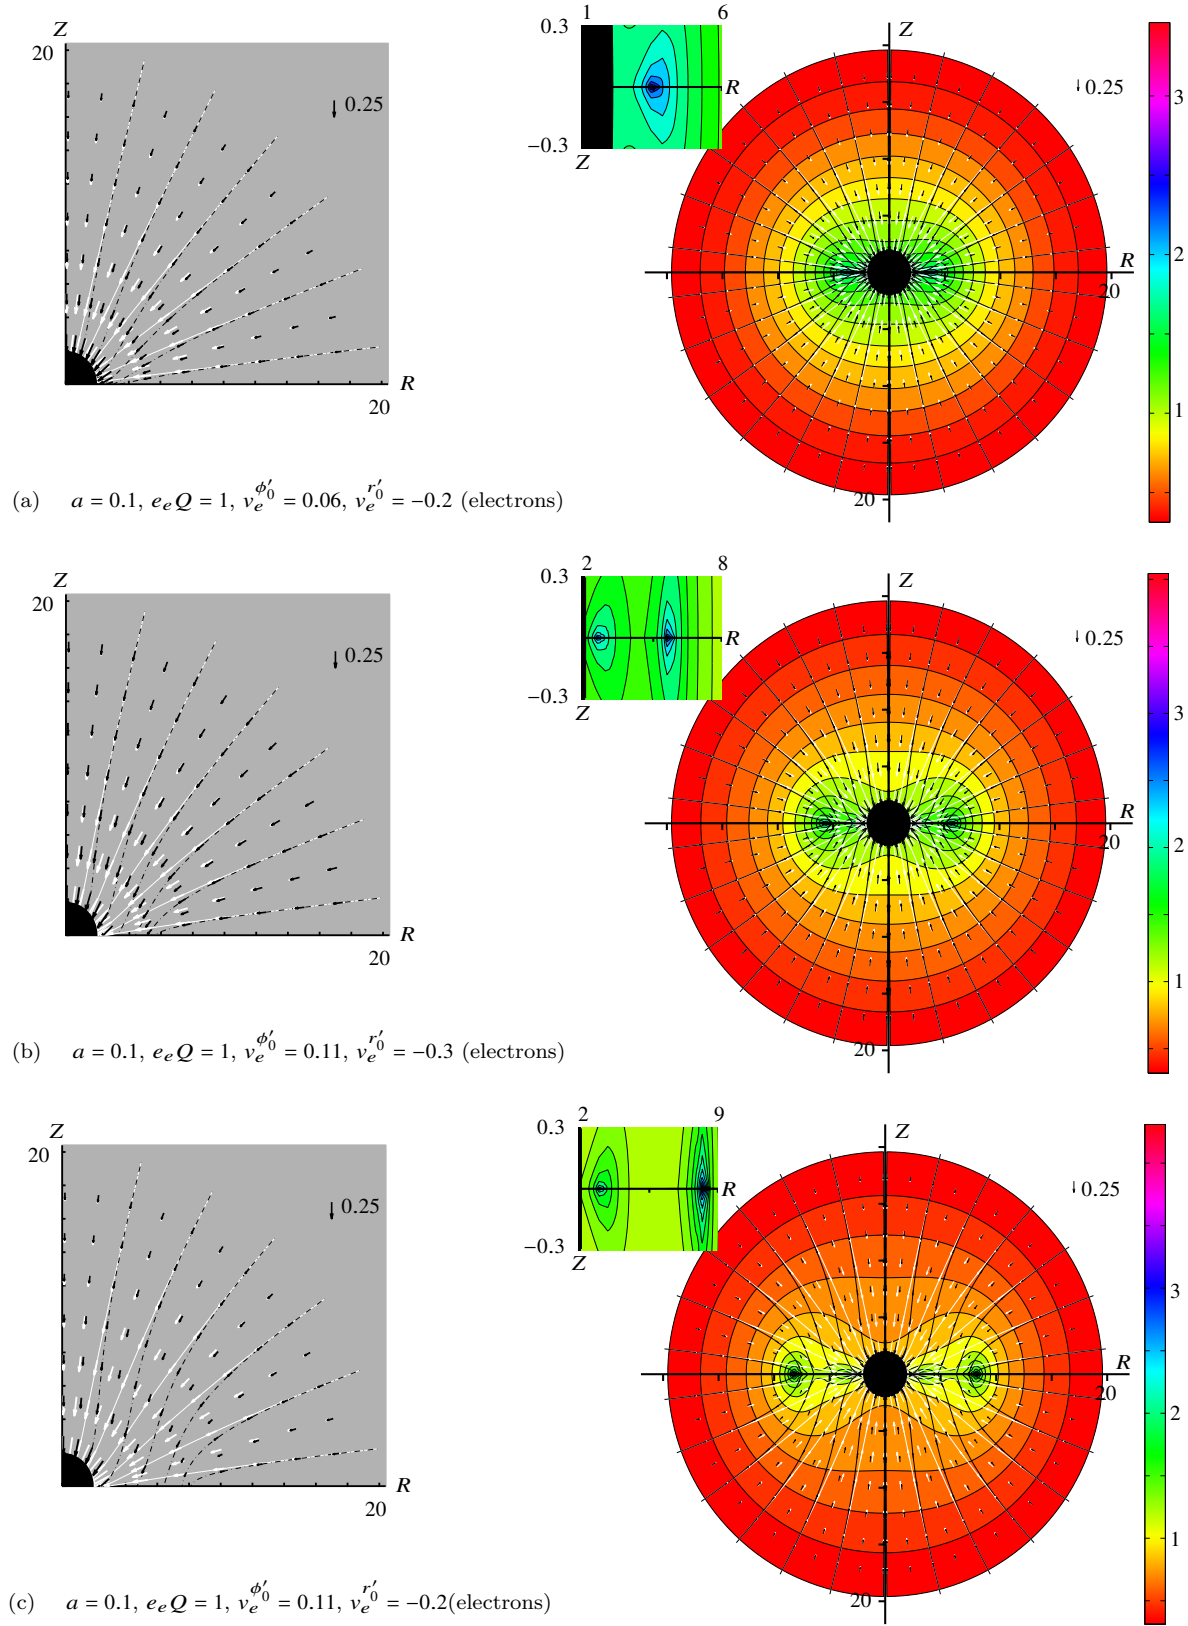 Z
20
0.25
R
20
1 6
0.3
R
−0.3
Z
Z
0.25
R
20
20
3
2
1
(a) a = 0.1, e_e Q = 1, v_e^{ϕ′_0} = 0.06, v_e^{r′_0} = −0.2 (electrons)
Z
20
0.25
R
20
2 8
0.3
R
−0.3
Z
Z
0.25
R
20
20
3
2
1
(b) a = 0.1, e_e Q = 1, v_e^{ϕ′_0} = 0.11, v_e^{r′_0} = −0.3 (electrons)
Z
20
0.25
R
20
2 9
0.3
R
−0.3
Z
Z
0.25
R
20
20
3
2
1
(c) a = 0.1, e_e Q = 1, v_e^{ϕ′_0} = 0.11, v_e^{r′_0} = −0.2(electrons)